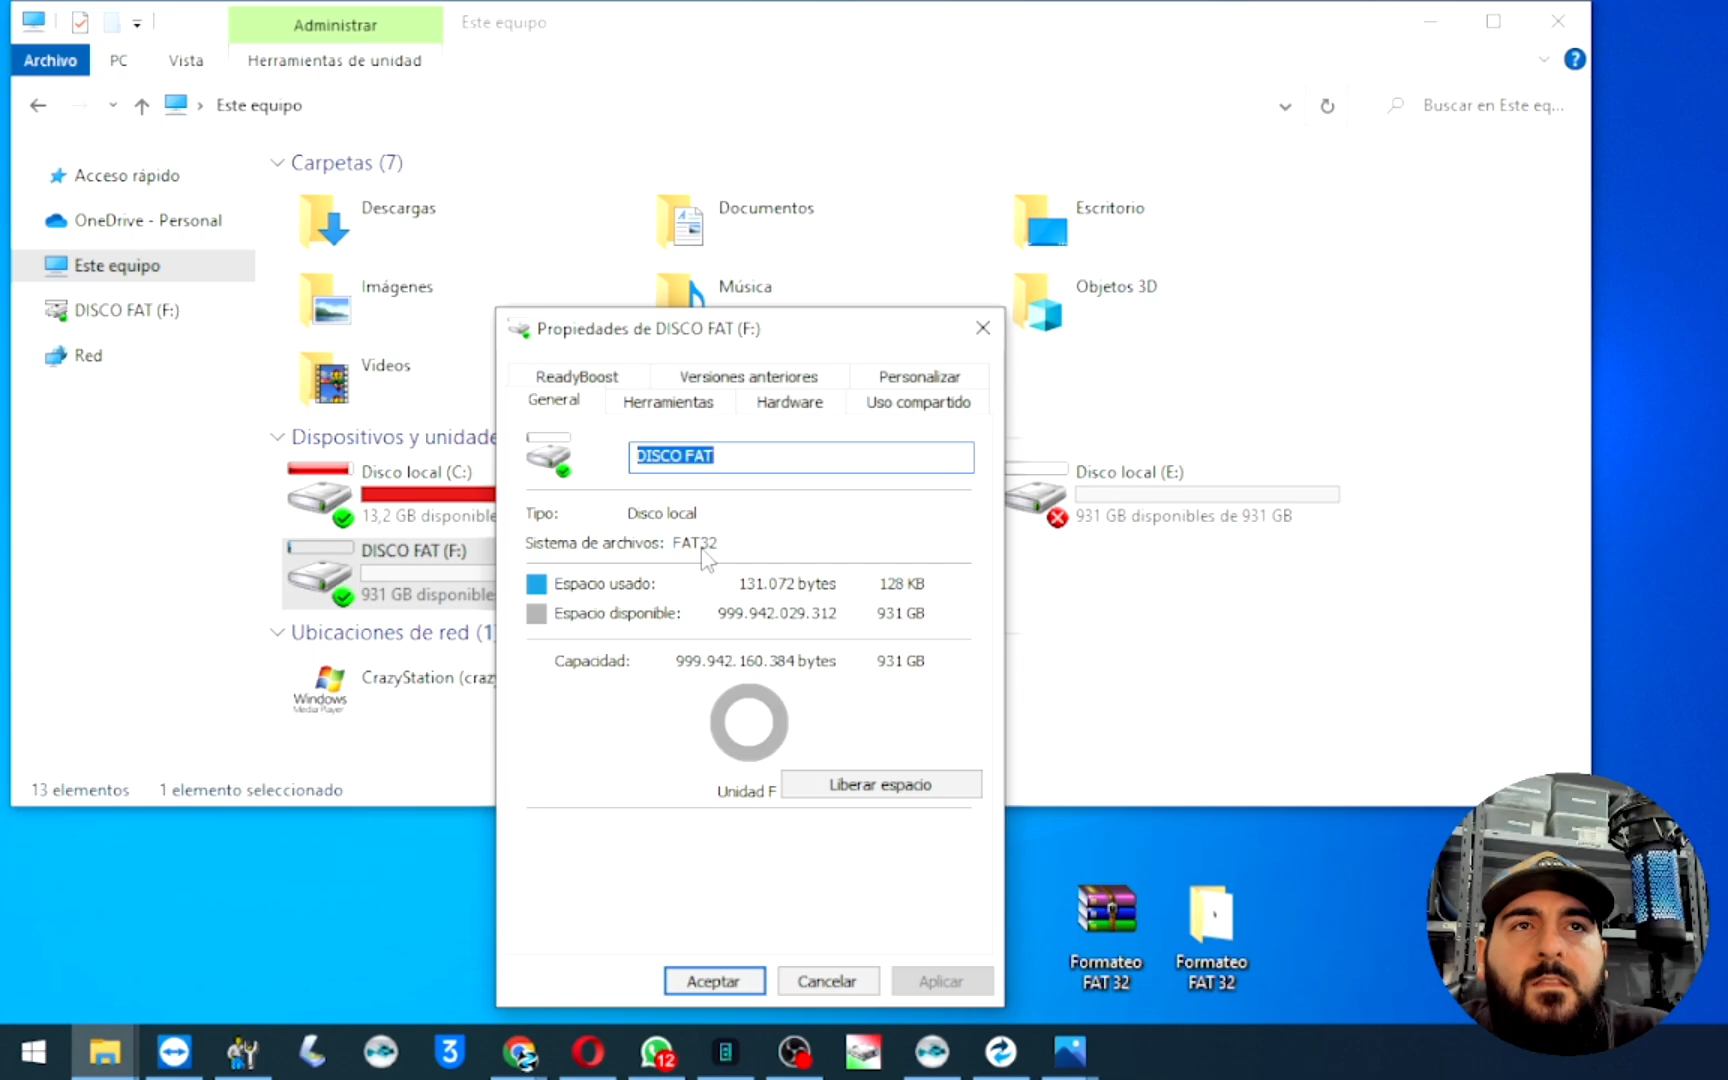 Administrar
Este equipo
Archivo
PC
Vista
Herramientas de unidad
Este equipo
Buscar en Este eq...
Acceso rápido
OneDrive - Personal
Este equipo
DISCO FAT (F:)
Red
Carpetas (7)
Descargas
Documentos
Escritorio
Imágenes
Música
Objetos 3D
Videos
Dispositivos y unidade
Disco local (C:)
13,2 GB disponible
Disco local (E:)
931 GB disponibles de 931 GB
DISCO FAT (F:)
931 GB disponible
Ubicaciones de red (1)
CrazyStation (craz
Windows
Media Player
13 elementos
1 elemento seleccionado
Propiedades de DISCO FAT (F:)
ReadyBoost
Versiones anteriores
Personalizar
General
Herramientas
Hardware
Uso compartido
DISCO FAT
Tipo:
Disco local
Sistema de archivos:
FAT32
Espacio usado:
131.072 bytes
128 KB
Espacio disponible:
999.942.029.312
931 GB
Capacidad:
999.942.160.384 bytes
931 GB
Unidad F
Liberar espacio
Aceptar
Cancelar
Aplicar
Formateo
FAT 32
Formateo
FAT 32
3
12